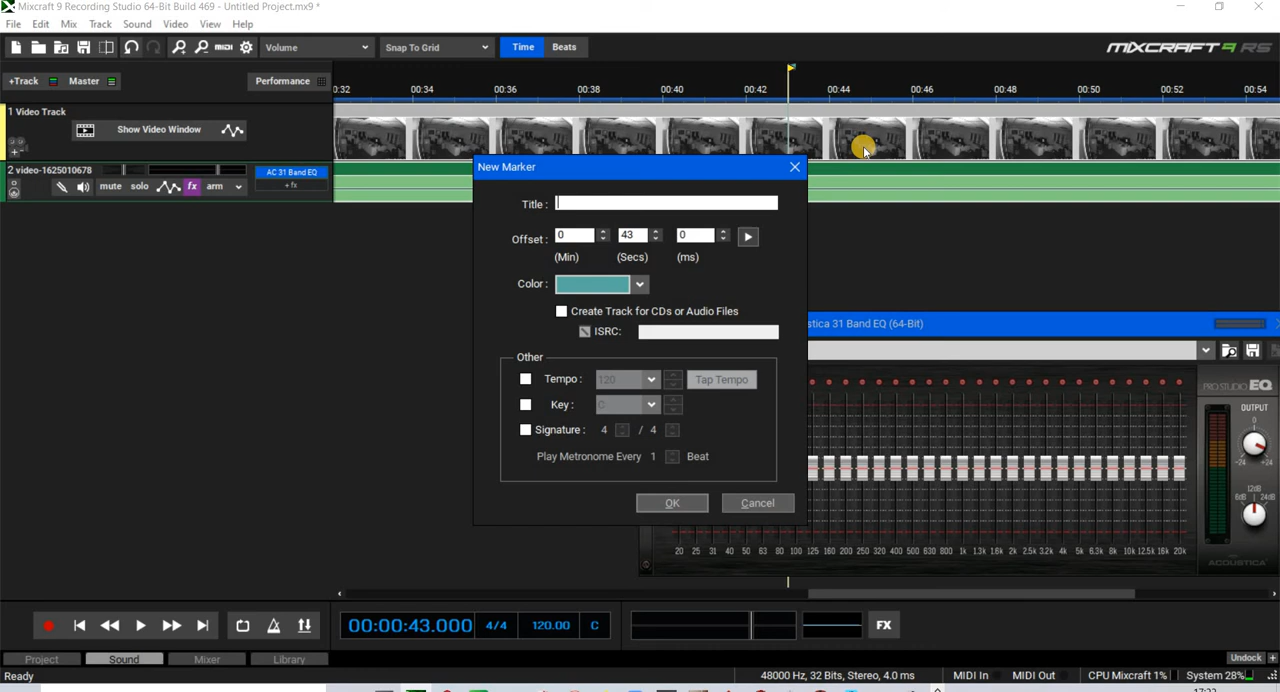 Mixcraft 9 Recording Studio 64-Bit Build 469 - Untitled Project.mx9 *
File Edit Mix Track Sound Video View Help
MIDI Volume Snap To Grid Time Beats MIXCRAFT 9 RS
+Track Master Performance
0:32 00:34 00:36 00:38 00:40 00:42 00:44 00:46 00:48 00:50 00:52 00:54
1 Video Track
Show Video Window
2 video-1625010678
AC 31 Band EQ
mute solo fx arm
+ fx
New Marker
Title :
Offset : 0 43 0
(Min) (Secs) (ms)
Color :
Create Track for CDs or Audio Files
ISRC:
Other
Tempo : 120 Tap Tempo
Key : C
Signature : 4 / 4
Play Metronome Every 1 Beat
OK Cancel
stica 31 Band EQ (64-Bit)
PRO STUDIO EQ
OUTPUT
0
-24 +24
12dB
6dB 24dB
20 25 31 40 50 63 80 100 125 160 200 250 320 400 500 630 800 1k 1.3k 1.6k 2k 2.5k 3.2k 4k 5k 6.3k 8k 10k 12.5k 16k 20k
ACOUSTICA
00:00:43.000 4/4 120.00 C FX
Project Sound Mixer Library Undock +
Ready 48000 Hz, 32 Bits, Stereo, 4.0 ms MIDI In MIDI Out CPU Mixcraft 1% System 28%